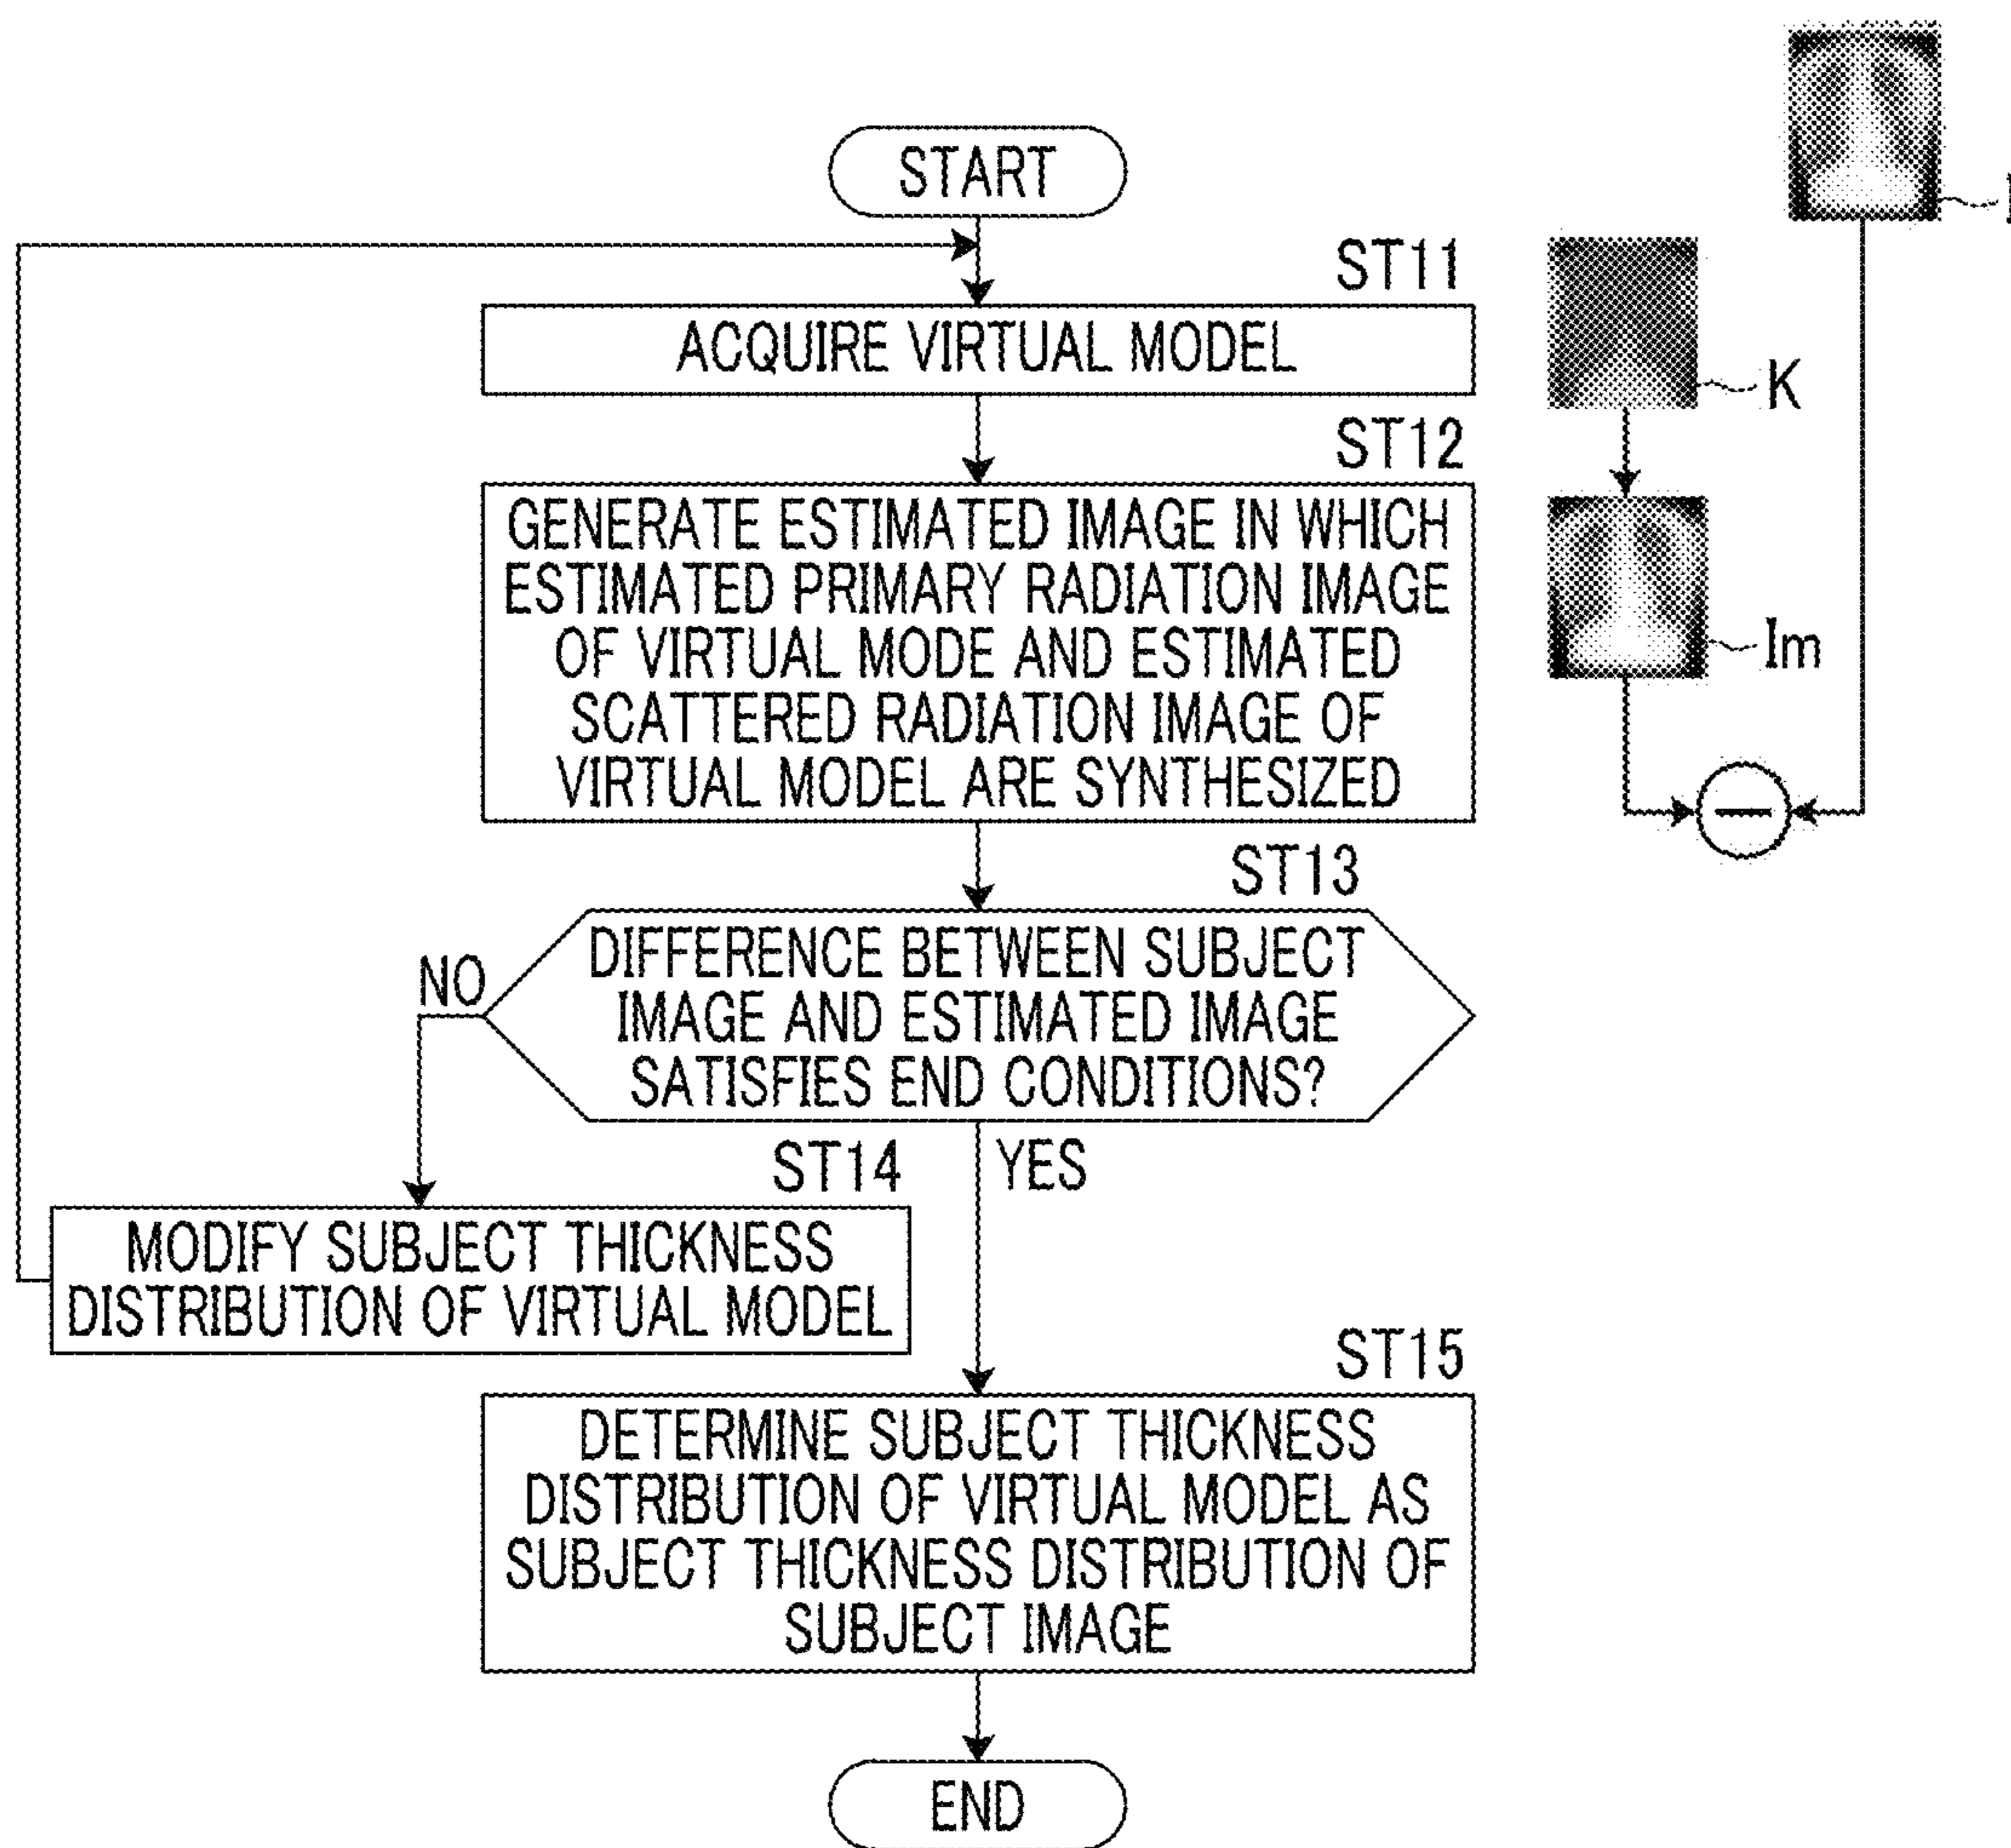 START
ST11
ACQUIRE VIRTUAL MODEL
ST12
GENERATE ESTIMATED IMAGE IN WHICH
ESTIMATED PRIMARY RADIATION IMAGE
OF VIRTUAL MODE AND ESTIMATED
SCATTERED RADIATION IMAGE OF
VIRTUAL MODEL ARE SYNTHESIZED
ST13
DIFFERENCE BETWEEN SUBJECT
IMAGE AND ESTIMATED IMAGE
SATISFIES END CONDITIONS?
NO
YES
ST14
MODIFY SUBJECT THICKNESS
DISTRIBUTION OF VIRTUAL MODEL
ST15
DETERMINE SUBJECT THICKNESS
DISTRIBUTION OF VIRTUAL MODEL AS
SUBJECT THICKNESS DISTRIBUTION OF
SUBJECT IMAGE
END
K
Im